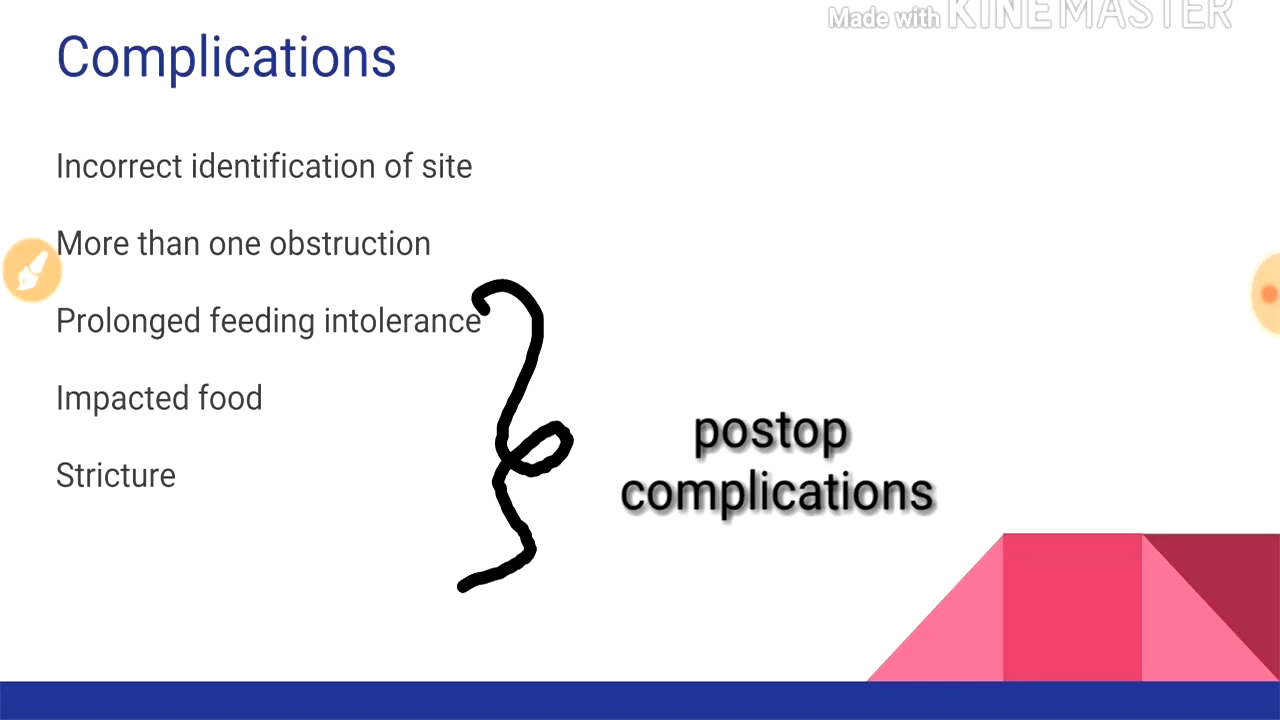 Made with KINEMASTER
Complications
Incorrect identification of site
More than one obstruction
Prolonged feeding intolerance
Impacted food
Stricture
postop
complications